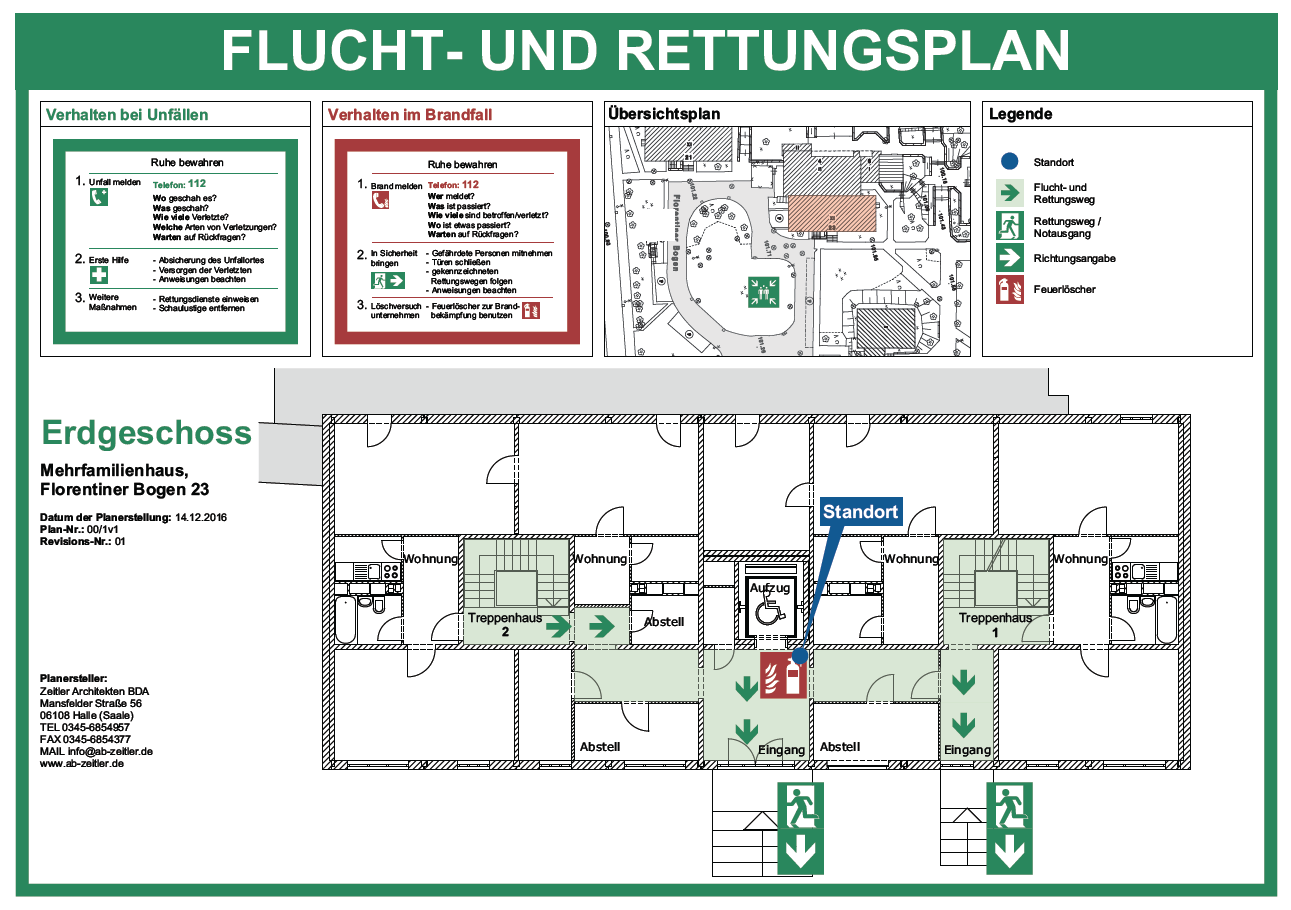 FLUCHT- UND RETTUNGSPLAN
Verhalten bei Unfällen
Ruhe bewahren
1. Unfall melden
Telefon: 112
Wo geschah es?
Was geschah?
Wie viele Verletzte?
Welche Arten von Verletzungen?
Warten auf Rückfragen?
2. Erste Hilfe
- Absicherung des Unfallortes
- Versorgen der Verletzten
- Anweisungen beachten
3. Weitere Maßnahmen
- Rettungsdienste einweisen
- Schaulustige entfernen
Verhalten im Brandfall
Ruhe bewahren
1. Brand melden
Telefon: 112
Wer meldet?
Was ist passiert?
Wie viele sind betroffen/verletzt?
Wo ist etwas passiert?
Warten auf Rückfragen?
2. In Sicherheit bringen
- Gefährdete Personen mitnehmen
- Türen schließen
- gekennzeichneten
Rettungswegen folgen
- Anweisungen beachten
3. Löschversuch unternehmen
- Feuerlöscher zur Brand-
bekämpfung benutzen
Übersichtsplan
Florentiner Bogen
21
23
Legende
Standort
Flucht- und
Rettungsweg
Rettungsweg /
Notausgang
Richtungsangabe
Feuerlöscher
Erdgeschoss
Mehrfamilienhaus,
Florentiner Bogen 23
Datum der Planerstellung: 14.12.2016
Plan-Nr.: 00/1v1
Revisions-Nr.: 01
Planersteller:
Zeitler Architekten BDA
Mansfelder Straße 56
06108 Halle (Saale)
TEL 0345-6854957
FAX 0345-6854377
MAIL info@ab-zeitler.de
www.ab-zeitler.de
Standort
Wohnung
Wohnung
Aufzug
Wohnung
Wohnung
Treppenhaus
2
Abstell
Treppenhaus
1
Abstell
Eingang
Abstell
Eingang